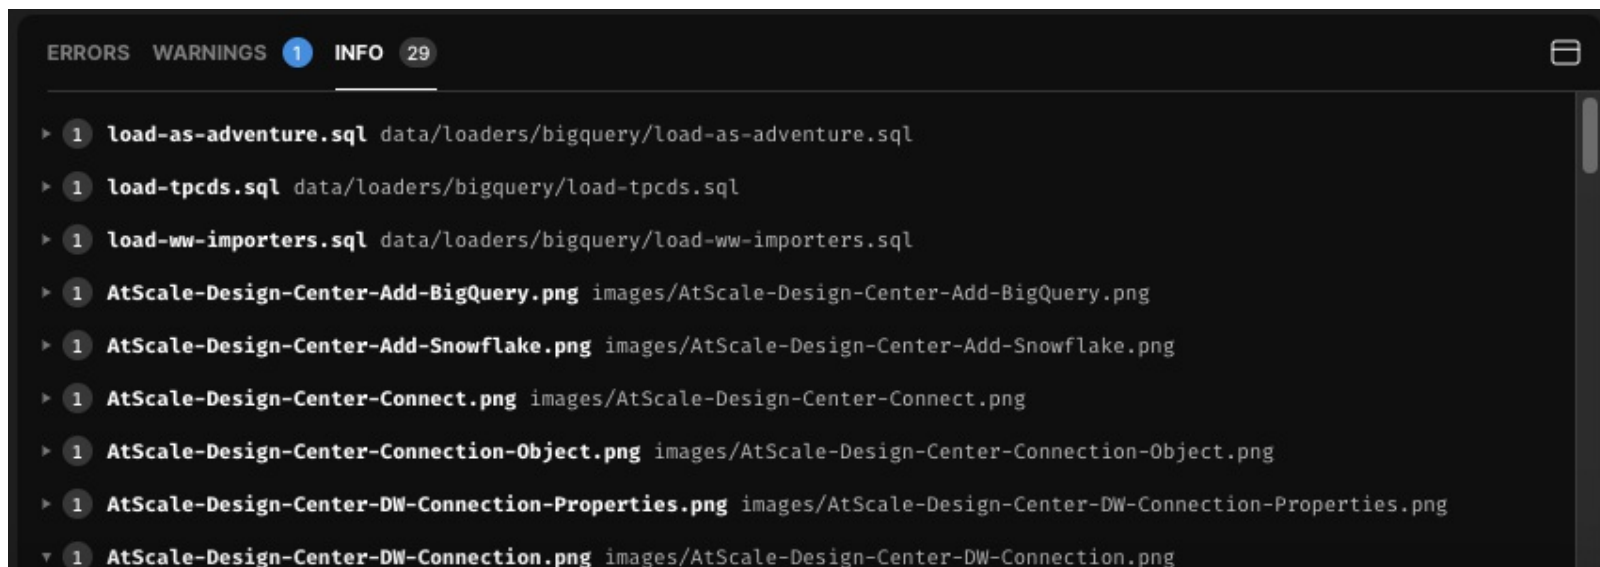 ERRORS WARNINGS 1 INFO 29
1 load-as-adventure.sql data/loaders/bigquery/load-as-adventure.sql
1 load-tpcds.sql data/loaders/bigquery/load-tpcds.sql
1 load-ww-importers.sql data/loaders/bigquery/load-ww-importers.sql
1 AtScale-Design-Center-Add-BigQuery.png images/AtScale-Design-Center-Add-BigQuery.png
1 AtScale-Design-Center-Add-Snowflake.png images/AtScale-Design-Center-Add-Snowflake.png
1 AtScale-Design-Center-Connect.png images/AtScale-Design-Center-Connect.png
1 AtScale-Design-Center-Connection-Object.png images/AtScale-Design-Center-Connection-Object.png
1 AtScale-Design-Center-DW-Connection-Properties.png images/AtScale-Design-Center-DW-Connection-Properties.png
1 AtScale-Design-Center-DW-Connection.png images/AtScale-Design-Center-DW-Connection.png